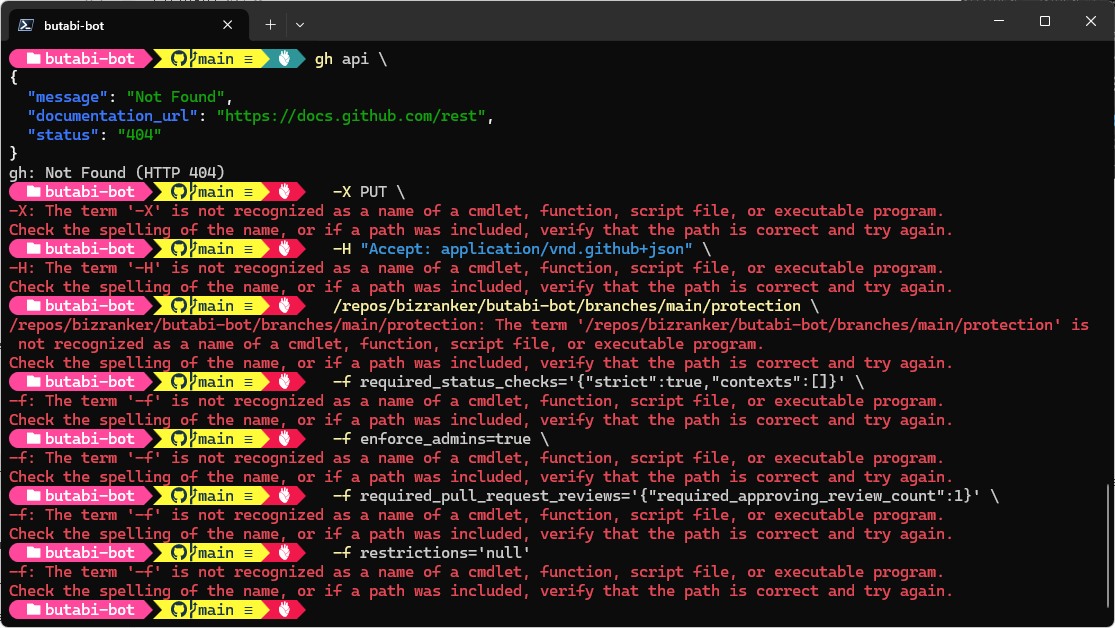 butabi-bot
butabi-bot main ≡ gh api \
{
  "message": "Not Found",
  "documentation_url": "https://docs.github.com/rest",
  "status": "404"
}
gh: Not Found (HTTP 404)
butabi-bot main ≡   -X PUT \
-X: The term '-X' is not recognized as a name of a cmdlet, function, script file, or executable program.
Check the spelling of the name, or if a path was included, verify that the path is correct and try again.
butabi-bot main ≡   -H "Accept: application/vnd.github+json" \
-H: The term '-H' is not recognized as a name of a cmdlet, function, script file, or executable program.
Check the spelling of the name, or if a path was included, verify that the path is correct and try again.
butabi-bot main ≡   /repos/bizranker/butabi-bot/branches/main/protection \
/repos/bizranker/butabi-bot/branches/main/protection: The term '/repos/bizranker/butabi-bot/branches/main/protection' is
 not recognized as a name of a cmdlet, function, script file, or executable program.
Check the spelling of the name, or if a path was included, verify that the path is correct and try again.
butabi-bot main ≡   -f required_status_checks='{"strict":true,"contexts":[]}' \
-f: The term '-f' is not recognized as a name of a cmdlet, function, script file, or executable program.
Check the spelling of the name, or if a path was included, verify that the path is correct and try again.
butabi-bot main ≡   -f enforce_admins=true \
-f: The term '-f' is not recognized as a name of a cmdlet, function, script file, or executable program.
Check the spelling of the name, or if a path was included, verify that the path is correct and try again.
butabi-bot main ≡   -f required_pull_request_reviews='{"required_approving_review_count":1}' \
-f: The term '-f' is not recognized as a name of a cmdlet, function, script file, or executable program.
Check the spelling of the name, or if a path was included, verify that the path is correct and try again.
butabi-bot main ≡   -f restrictions='null'
-f: The term '-f' is not recognized as a name of a cmdlet, function, script file, or executable program.
Check the spelling of the name, or if a path was included, verify that the path is correct and try again.
butabi-bot main ≡